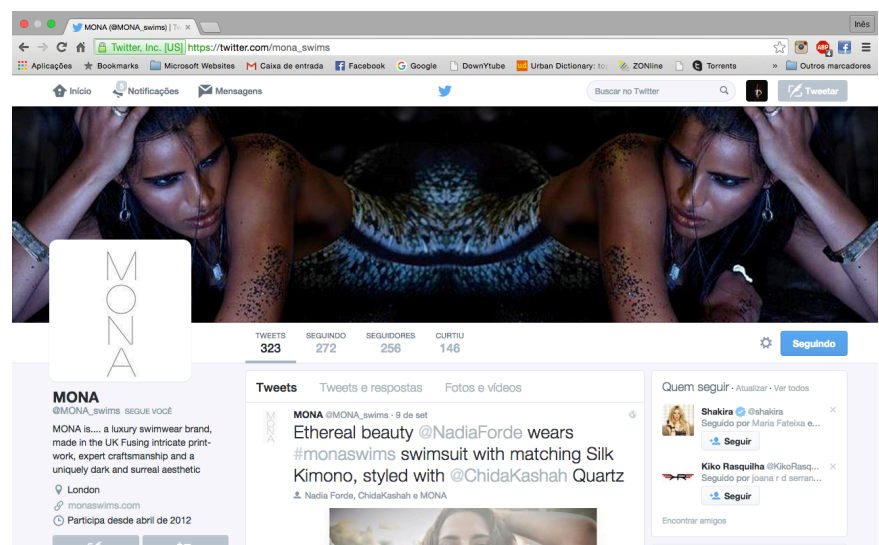 MONA (@MONA_swims) | Tw
Inês
Twitter, Inc. [US] https://twitter.com/mona_swims
Aplicações Bookmarks Microsoft Websites Caixa de entrada Facebook Google DownYtube Urban Dictionary: to ZONline Torrents » Outros marcadores
Início Notificações Mensagens Buscar no Twitter Tweetar
MONA
TWEETS SEGUINDO SEGUIDORES CURTIU
323 272 256 146
Seguindo
MONA
@MONA_swims SEGUE VOCÊ
MONA is.... a luxury swimwear brand,
made in the UK Fusing intricate print-
work, expert craftsmanship and a
uniquely dark and surreal aesthetic
London
monaswims.com
Participa desde abril de 2012
Tweets Tweets e respostas Fotos e vídeos
MONA
MONA @MONA_swims · 9 de set
Ethereal beauty @NadiaForde wears
#monaswims swimsuit with matching Silk
Kimono, styled with @ChidaKashah Quartz
Nadia Forde, ChidaKashah e MONA
Quem seguir · Atualizar · Ver todos
Shakira @shakira
Seguido por Maria Fateixa e...
Seguir
Kiko Rasquilha @KikoRasq...
Seguido por joana r d serran...
Seguir
Encontrar amigos